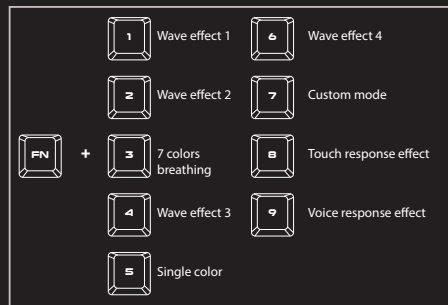 1 Wave effect 1
2 Wave effect 2
FN + 3 7 colors
breathing
4 Wave effect 3
5 Single color
6 Wave effect 4
7 Custom mode
8 Touch response effect
9 Voice response effect